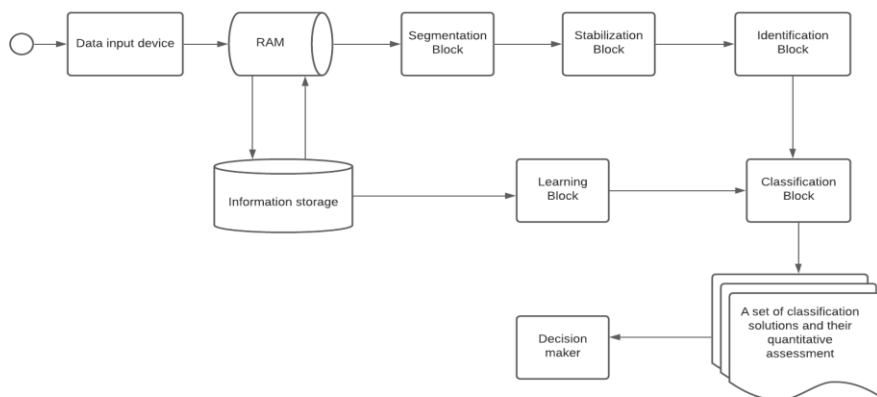 Data input device
RAM
Segmentation
Block
Stabilization
Block
Identification
Block
Information storage
Learning
Block
Classification
Block
A set of classification
solutions and their
quantitative
assessment
Decision
maker